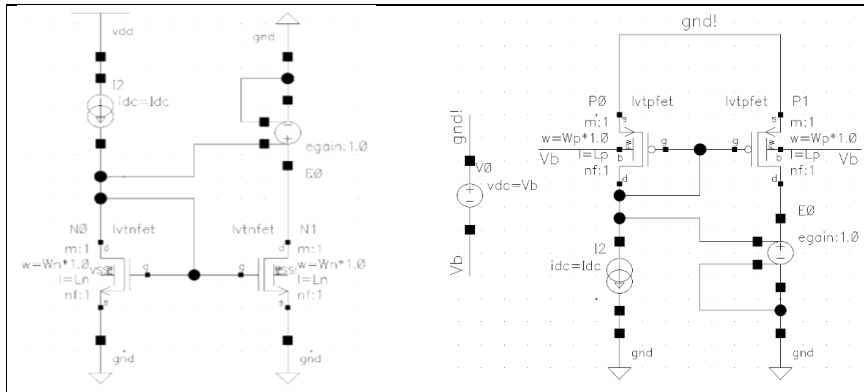 vdd
gnd
I2
idc=Idc
egain:1.0
E0
N0
lvtnfet
lvtnfet
N1
m:1
d
d
m:1
w=Wn*1.0
w=Wn*1.0
g
g
l=Ln
l=Ln
nf:1
s
s
nf:1
gnd
gnd
gnd!
gnd!
V0
vdc=Vb
Vb
P0
lvtpfet
lvtpfet
P1
m:1
s
s
m:1
w=Wp*1.0
w=Wp*1.0
Vb
b
g
g
b
Vb
l=Lp
l=Lp
nf:1
d
d
nf:1
E0
egain:1.0
I2
idc=Idc
gnd
gnd